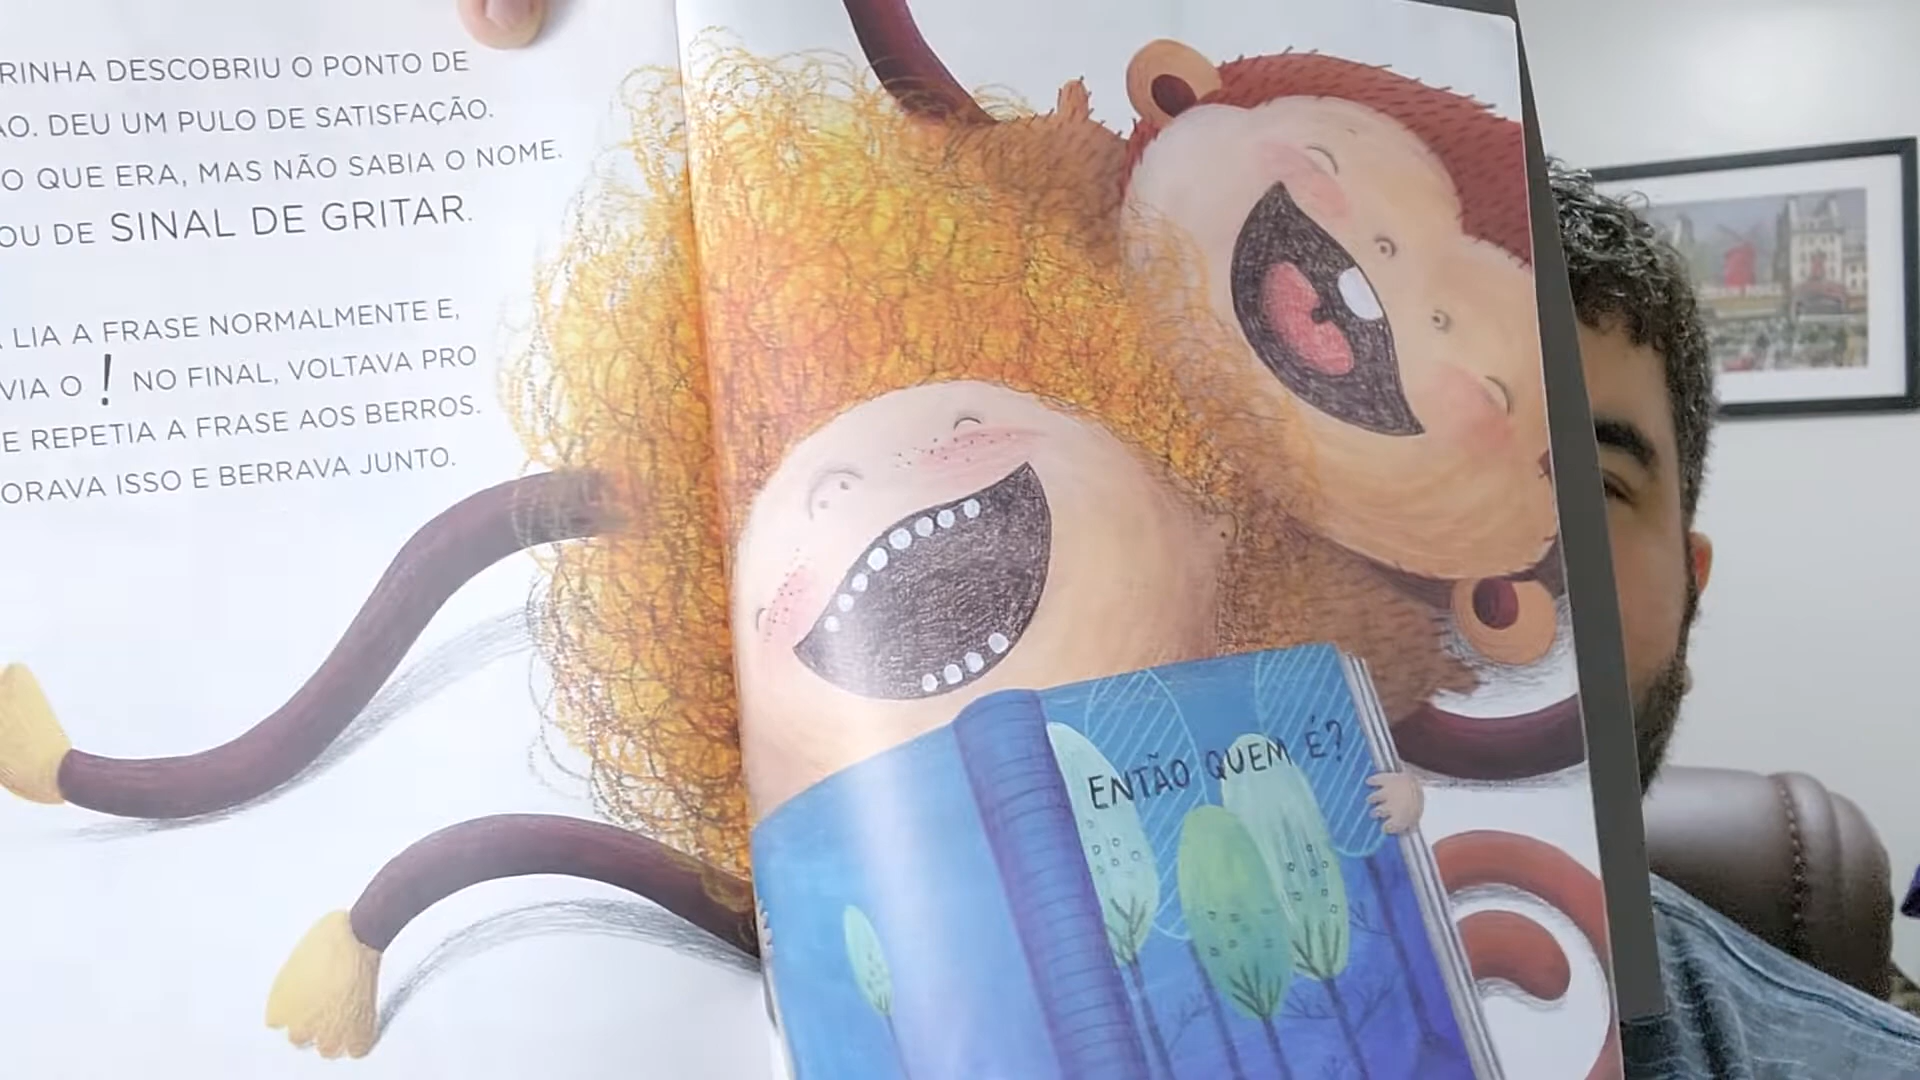 RINHA DESCOBRIU O PONTO DE
ÃO. DEU UM PULO DE SATISFAÇÃO.
O QUE ERA, MAS NÃO SABIA O NOME.
OU DE SINAL DE GRITAR.
LIA A FRASE NORMALMENTE E,
VIA O ! NO FINAL, VOLTAVA PRO
E REPETIA A FRASE AOS BERROS.
ORAVA ISSO E BERRAVA JUNTO.
ENTÃO QUEM É?